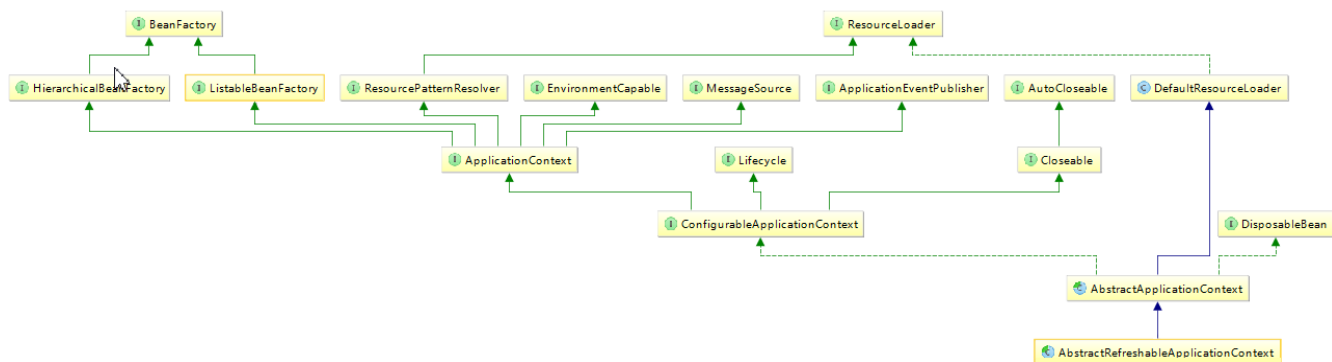 BeanFactory
ResourceLoader
HierarchicalBeanFactory
ListableBeanFactory
ResourcePatternResolver
EnvironmentCapable
MessageSource
ApplicationEventPublisher
AutoCloseable
DefaultResourceLoader
ApplicationContext
Lifecycle
Closeable
ConfigurableApplicationContext
DisposableBean
AbstractApplicationContext
AbstractRefreshableApplicationContext